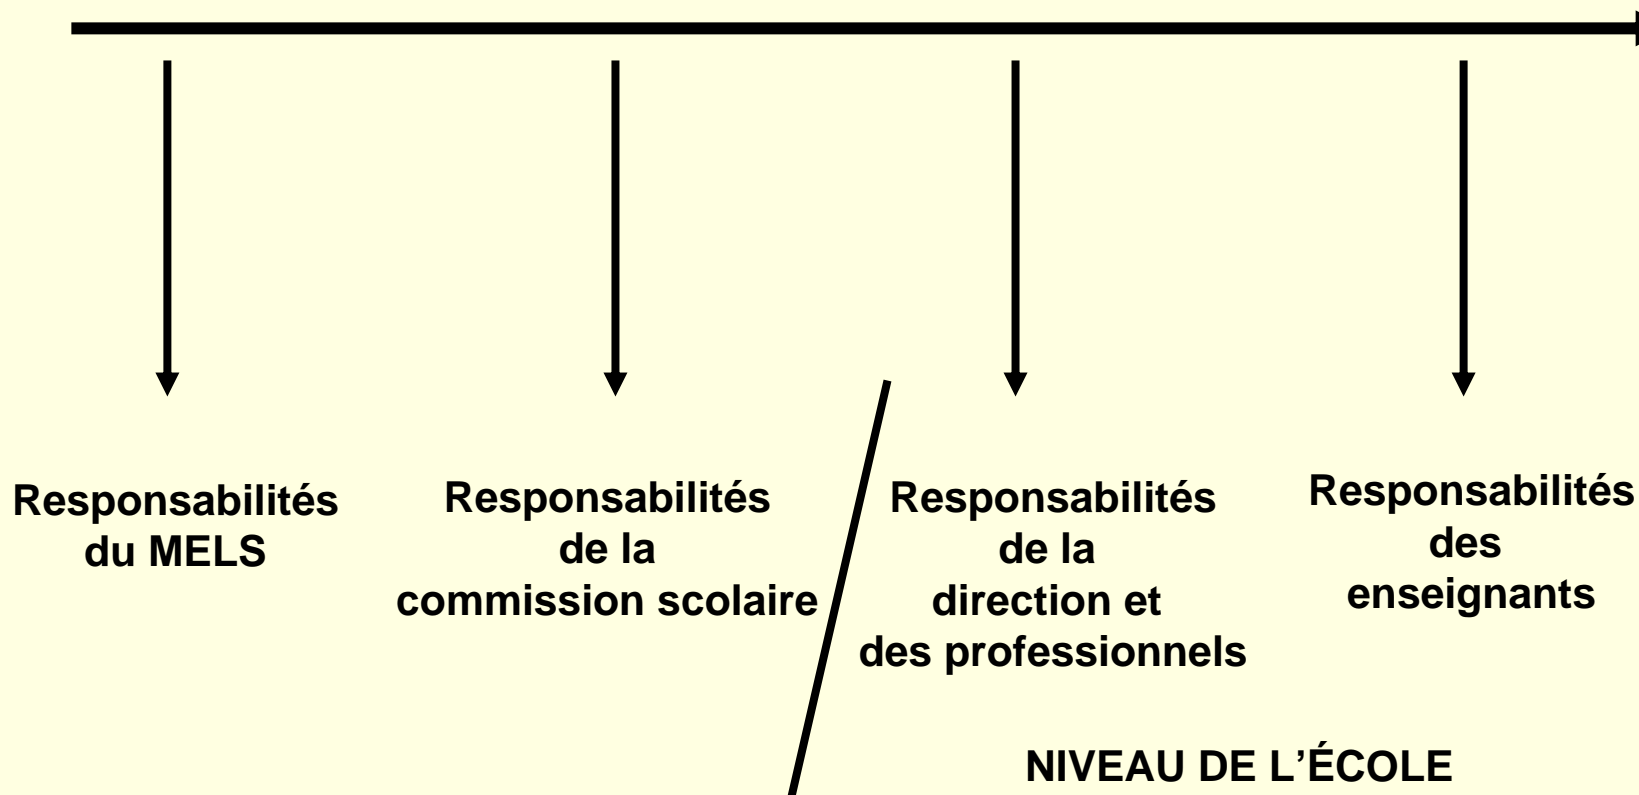 Responsabilités
du MELS
Responsabilités
de la
commission scolaire
Responsabilités
de la
direction et
des professionnels
Responsabilités
des
enseignants
NIVEAU DE L’ÉCOLE